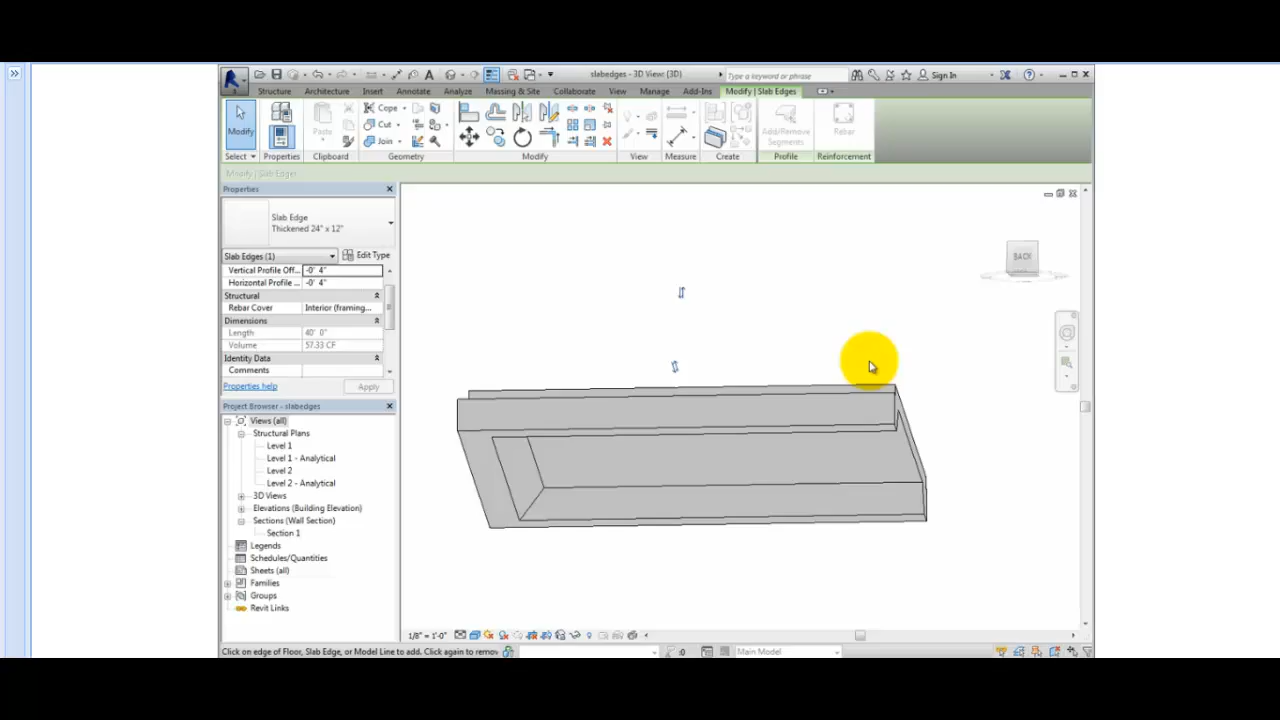 »
slabedges - 3D View: {3D}
Type a keyword or phrase
Sign In
Structure Architecture Insert Annotate Massing & Site Collaborate View Manage Add-Ins Modify | Slab Edges
Modify
Paste
Cope
Cut
Join
Add/Remove
Segments
Rebar
Select Properties Clipboard Geometry Modify View Measure Create Profile Reinforcement
Modify | Slab Edges
Properties
Slab Edge
Thickened 24" x 12"
Slab Edges (1)
Edit Type
Vertical Profile Off... -0' 4"
Horizontal Profile ... -0' 4"
Structural
Rebar Cover Interior (framing...
Dimensions
Length 40' 0"
Volume 57.33 CF
Identity Data
Comments
Properties help
Apply
Project Browser - slabedges
Views (all)
Structural Plans
Level 1
Level 1 - Analytical
Level 2
Level 2 - Analytical
3D Views
Elevations (Building Elevation)
Sections (Wall Section)
Section 1
Legends
Schedules/Quantities
Sheets (all)
Families
Groups
Revit Links
BACK
1/8" = 1'-0"
Click on edge of Floor, Slab Edge, or Model Line to add. Click again to remov
:0
Main Model